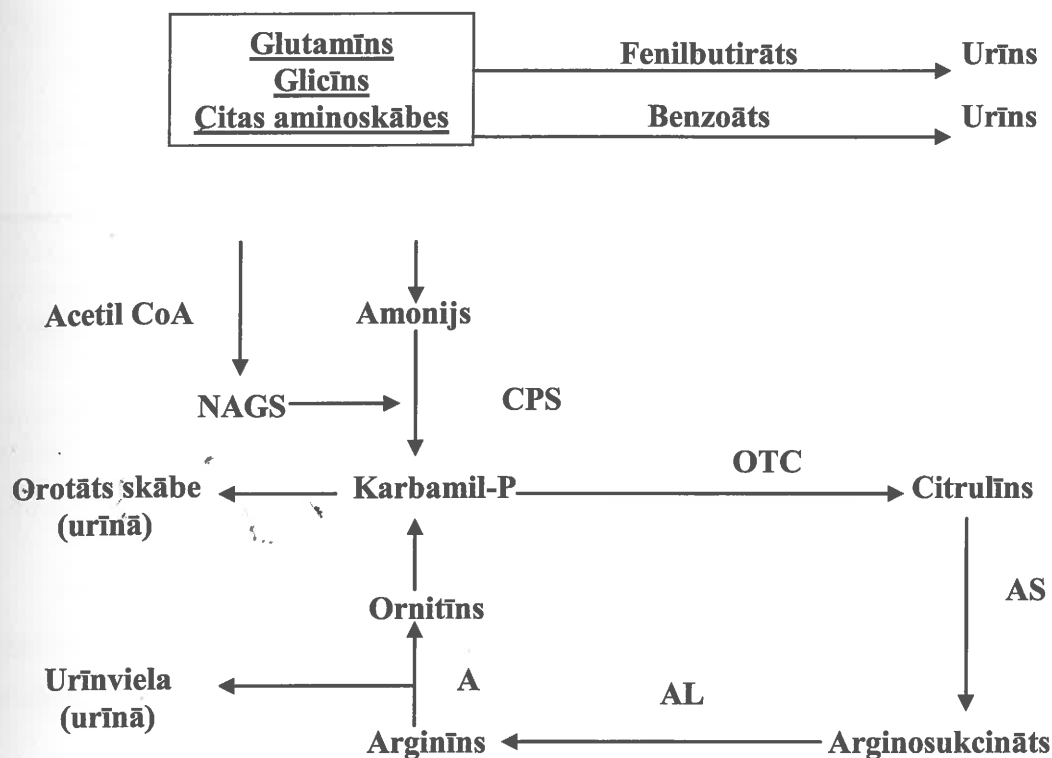 Glutamīns
Glicīns
Citas aminoskābes
Fenilbutirāts
Urīns
Benzoāts
Urīns
Acetil CoA
Amonijs
NAGS
CPS
Orotāts skābe
(urīnā)
Karbamil-P
OTC
Citrulīns
Ornitīns
AS
Urīnviela
(urīnā)
A
AL
Arginīns
Arginosukcināts